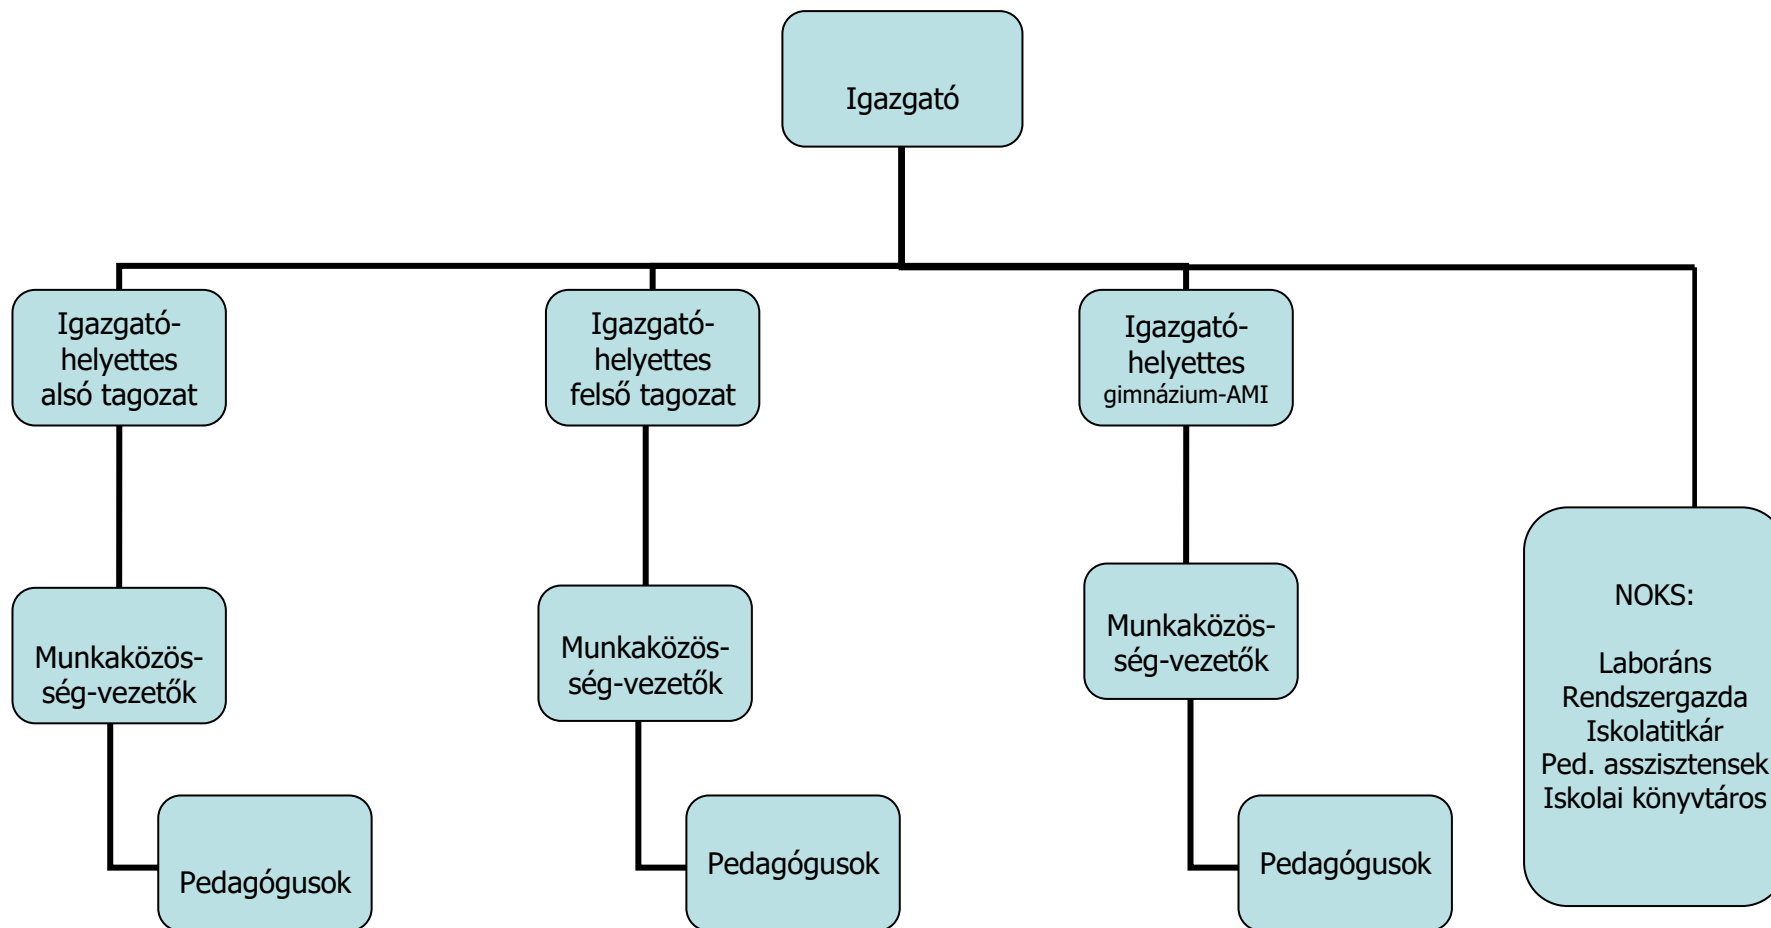 Igazgató
Igazgató-
helyettes
alsó tagozat
Igazgató-
helyettes
felső tagozat
Igazgató-
helyettes
gimnázium-AMI
Munkaközös-
ség-vezetők
Munkaközös-
ség-vezetők
Munkaközös-
ség-vezetők
NOKS:
Laboráns
Rendszergazda
Iskolatitkár
Ped. asszisztensek
Iskolai könyvtáros
Pedagógusok
Pedagógusok
Pedagógusok